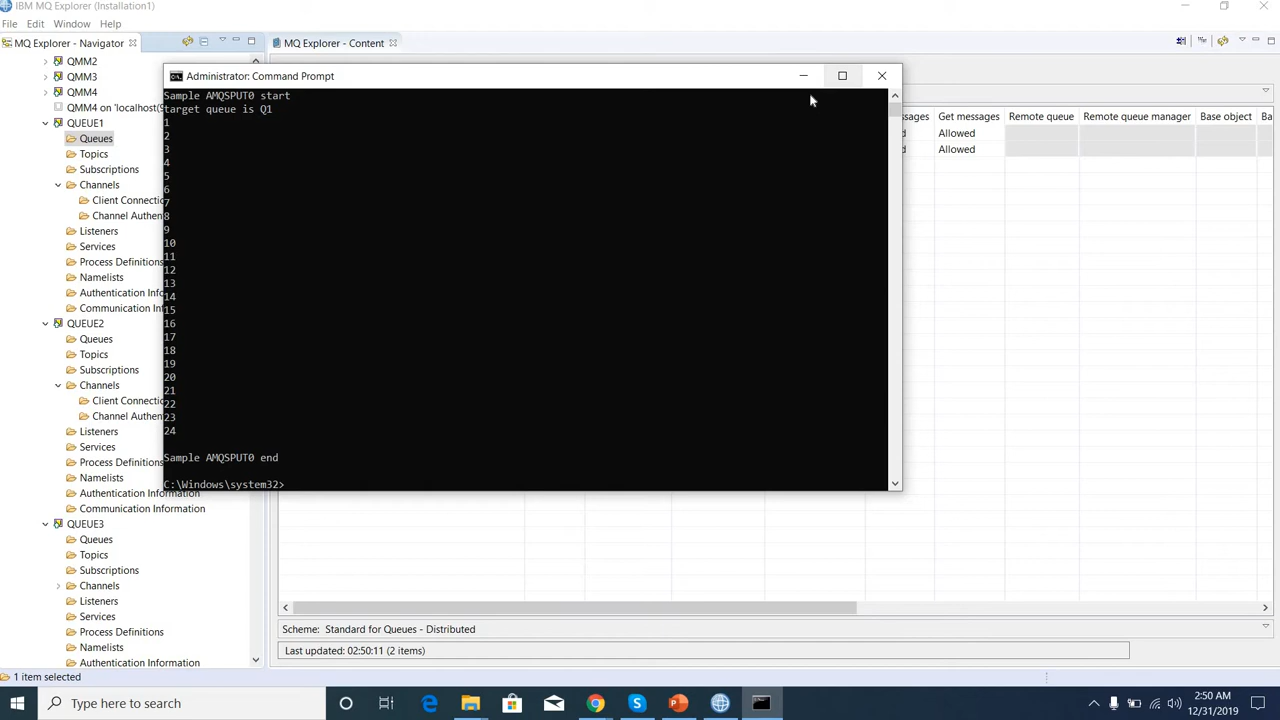 IBM MQ Explorer (Installation1)
File Edit Window Help
MQ Explorer - Navigator
QMM2
QMM3
QMM4
QMM4 on 'localhost(
QUEUE1
Queues
Topics
Subscriptions
Channels
Client Connectio
Channel Authen
Listeners
Services
Process Definitions
Namelists
Authentication Info
Communication Inf
QUEUE2
Queues
Topics
Subscriptions
Channels
Client Connectio
Channel Authen
Listeners
Services
Process Definitions
Namelists
Authentication Information
Communication Information
QUEUE3
Queues
Topics
Subscriptions
Channels
Listeners
Services
Process Definitions
Namelists
Authentication Information
MQ Explorer - Content
Administrator: Command Prompt
Sample AMQSPUT0 start
target queue is Q1
1
2
3
4
5
6
7
8
9
10
11
12
13
14
15
16
17
18
19
20
21
22
23
24
Sample AMQSPUT0 end
C:\Windows\system32>
ssages Get messages Remote queue Remote queue manager Base object Ba
d Allowed
d Allowed
Scheme: Standard for Queues - Distributed
Last updated: 02:50:11 (2 items)
1 item selected
Type here to search
2:50 AM
12/31/2019